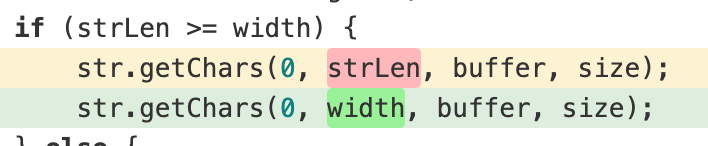 if (strLen >= width) {
str.getChars(0, strLen, buffer, size);
str.getChars(0, width, buffer, size);
} else {